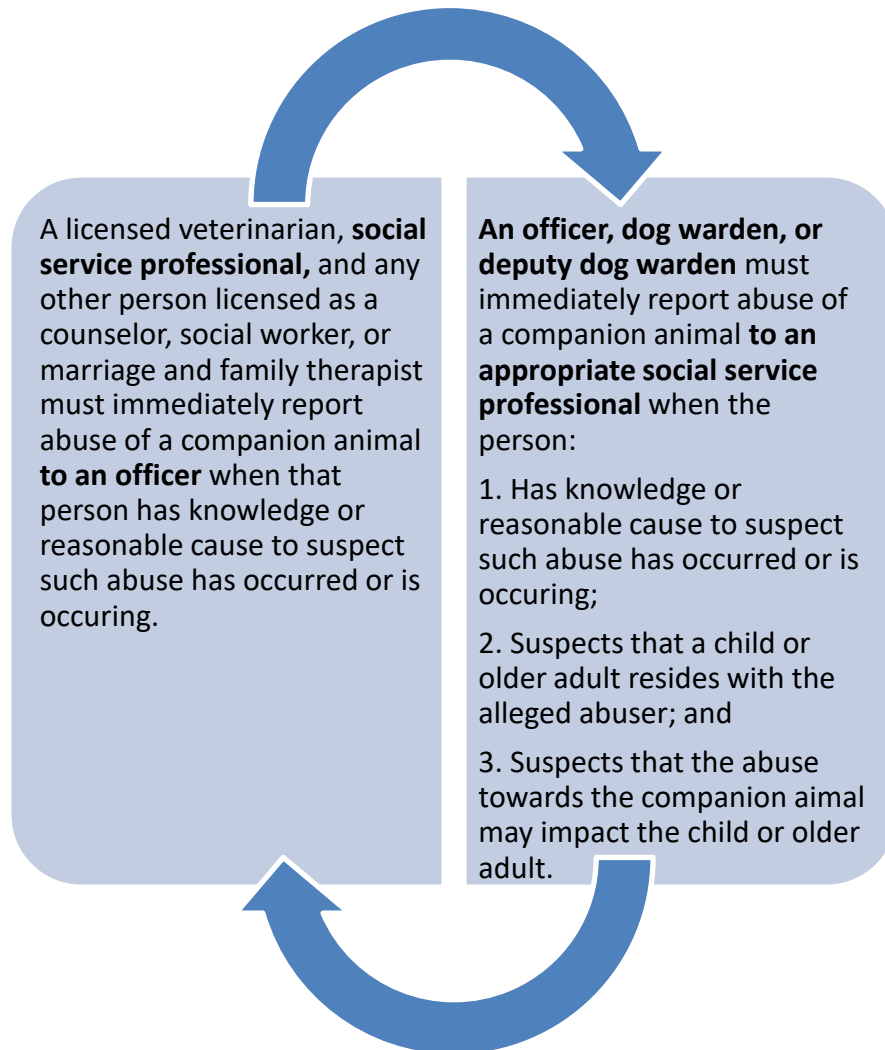 A licensed veterinarian, social
service professional, and any
other person licensed as a
counselor, social worker, or
marriage and family therapist
must immediately report
abuse of a companion animal
to an officer when that
person has knowledge or
reasonable cause to suspect
such abuse has occurred or is
occuring.
An officer, dog warden, or
deputy dog warden must
immediately report abuse of
a companion animal to an
appropriate social service
professional when the
person:
1. Has knowledge or
reasonable cause to suspect
such abuse has occurred or is
occuring;
2. Suspects that a child or
older adult resides with the
alleged abuser; and
3. Suspects that the abuse
towards the companion aimal
may impact the child or older
adult.